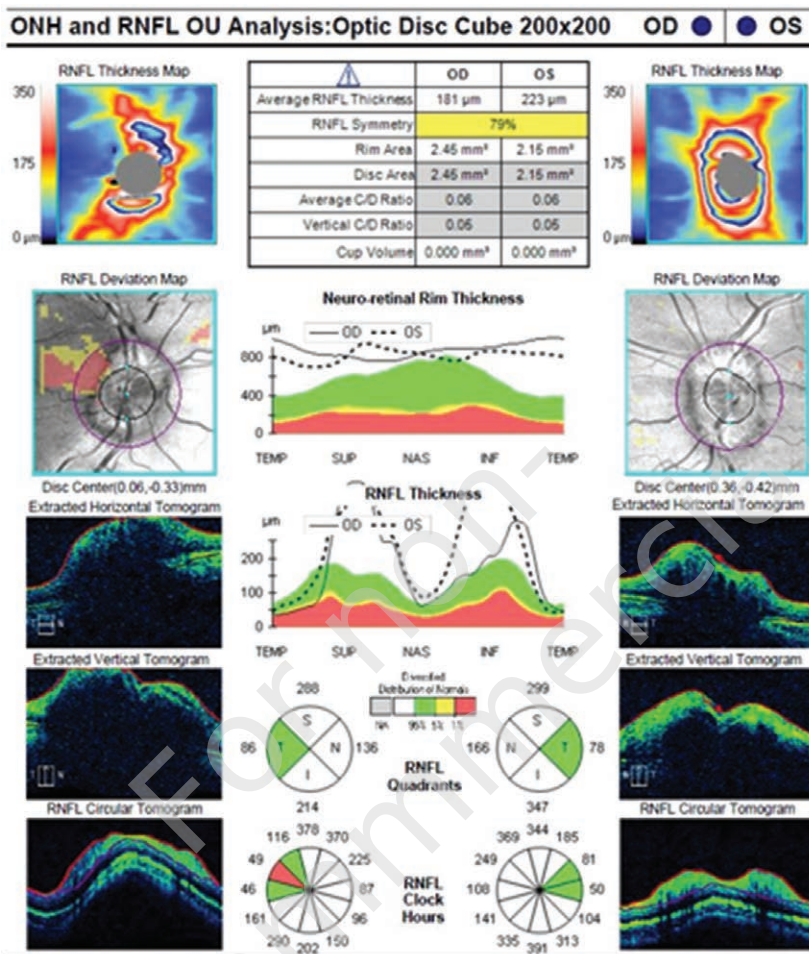 ONH and RNFL OU Analysis:Optic Disc Cube 200x200 OD OS
RNFL Thickness Map
350
175
0 µm
OD OS
Average RNFL Thickness 181 µm 223 µm
RNFL Symmetry 79%
Rim Area 2.45 mm² 2.15 mm²
Disc Area 2.45 mm² 2.15 mm²
Average C/D Ratio 0.06 0.06
Vertical C/D Ratio 0.05 0.05
Cup Volume 0.000 mm³ 0.000 mm³
RNFL Thickness Map
350
175
0 µm
RNFL Deviation Map
Disc Center(0.06,-0.33)mm
Neuro-retinal Rim Thickness
µm
OD OS
800
400
0
TEMP SUP NAS INF TEMP
RNFL Deviation Map
Disc Center(0.36,-0.42)mm
Extracted Horizontal Tomogram
RNFL Thickness
µm
OD OS
200
100
0
TEMP SUP NAS INF TEMP
Extracted Horizontal Tomogram
Extracted Vertical Tomogram
288
S
86 T N 136
I
214
Diversified
Distribution of Normals
NA 95% 5% 1%
RNFL
Quadrants
299
S
166 N T 78
I
347
Extracted Vertical Tomogram
RNFL Circular Tomogram
378
370
225
87
96
150
202
290
161
46
49
116
RNFL
Clock
Hours
344
185
81
50
104
313
391
335
141
108
249
369
RNFL Circular Tomogram
For non-
commercial